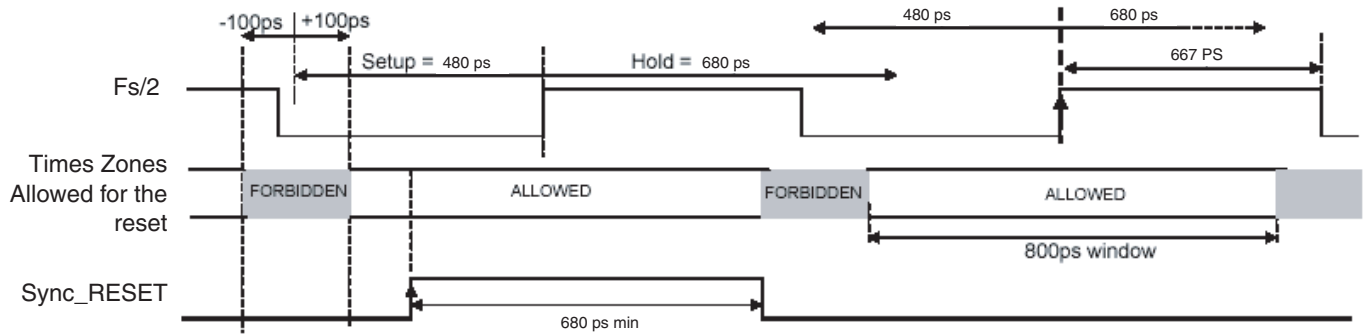 -100ps
+100ps
480 ps
680 ps
Setup = 480 ps
Hold = 680 ps
667 PS
Fs/2
Times Zones
Allowed for the
reset
FORBIDDEN
ALLOWED
FORBIDDEN
ALLOWED
800ps window
Sync_RESET
680 ps min